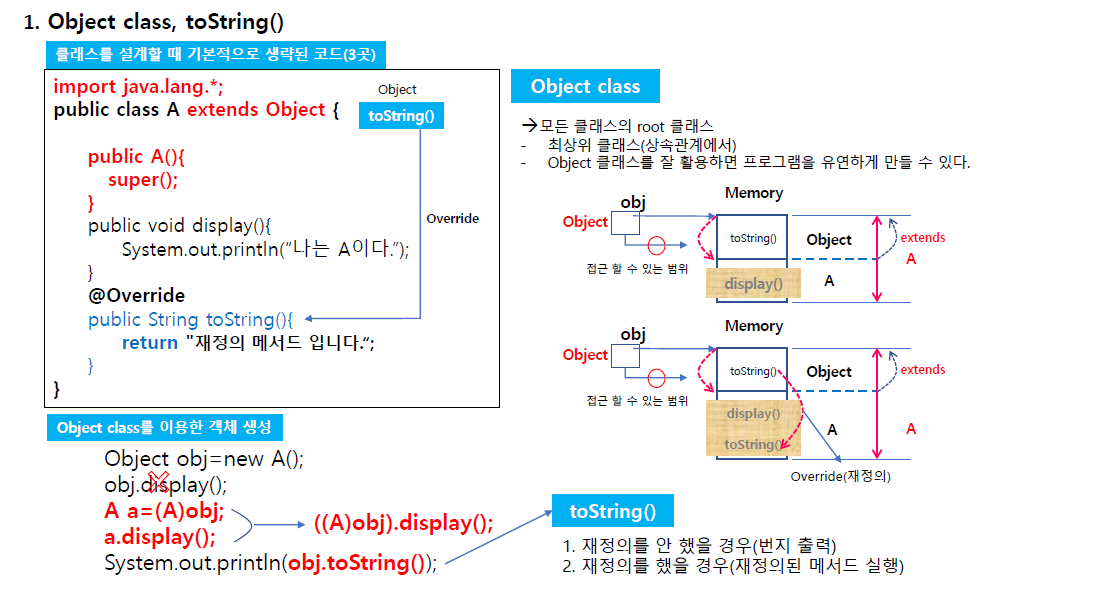 1. Object class, toString()
클래스를 설계할 때 기본적으로 생략된 코드(3곳)
import java.lang.*;
public class A extends Object {
public A(){
super();
}
public void display(){
System.out.println(“나는 A이다.”);
}
@Override
public String toString(){
return "재정의 메서드 입니다.“;
}
}
Object
toString()
Override
Object class를 이용한 객체 생성
Object obj=new A();
obj.display();
A a=(A)obj;
a.display();
((A)obj).display();
System.out.println(obj.toString());
Object class
→모든 클래스의 root 클래스
- 최상위 클래스(상속관계에서)
- Object 클래스를 잘 활용하면 프로그램을 유연하게 만들 수 있다.
Memory
obj
Object
toString()
Object
extends
A
접근 할 수 있는 범위
display()
A
Memory
obj
Object
toString()
Object
extends
접근 할 수 있는 범위
display()
A
A
toString()
Override(재정의)
toString()
1. 재정의를 안 했을 경우(번지 출력)
2. 재정의를 했을 경우(재정의된 메서드 실행)